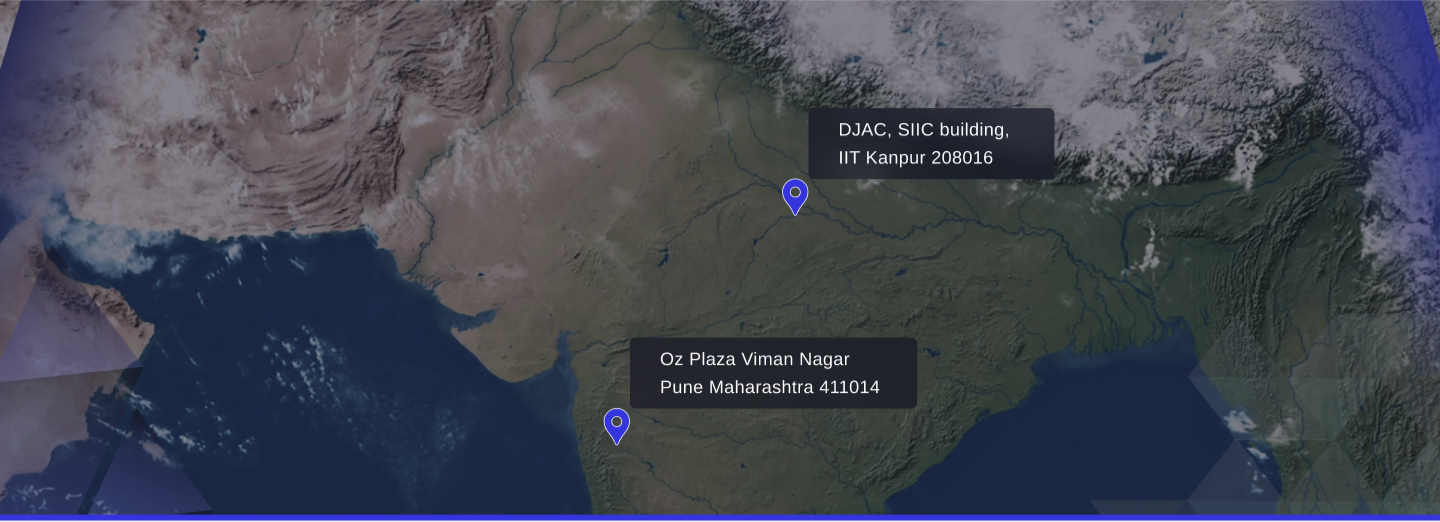 DJAC, SIIC building,
IIT Kanpur 208016
Oz Plaza Viman Nagar
Pune Maharashtra 411014